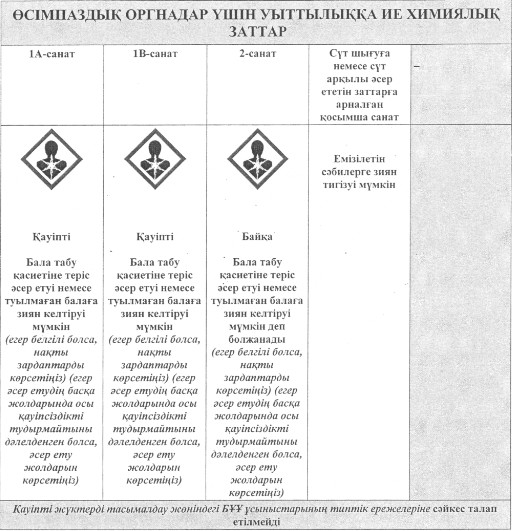 ӨСІМПАЗДЫҚ ОРГНАДАР ҮШІН УЫТТЫЛЫҚҚА ИЕ ХИМИЯЛЫҚ
ЗАТТАР
1А-санат
1В-санат
2-санат
Сүт шығуға
немесе сүт
арқылы әсер
ететін заттарға
арналған
қосымша санат
–
Қауіпті
Бала табу
қасиетіне теріс
әсер етуі немесе
туылмаған балаға
зиян келтіруі
мүмкін
(егер белгілі болса,
нақты
зардаптарды
көрсетіңіз) (егер
әсер етудің басқа
жолдарында осы
қауіпсіздікті
тудырмайтыны
дәлелденген болса,
әсер ету
жолдарын
көрсетіңіз)
Қауіпті
Бала табу
қасиетіне теріс
әсер етуі немесе
туылмаған балаға
зиян келтіруі
мүмкін
(егер белгілі болса,
нақты
зардаптарды
көрсетіңіз) (егер
әсер етудің басқа
жолдарында осы
қауіпсіздікті
тудырмайтыны
дәлелденген болса,
әсер ету
жолдарын
көрсетіңіз)
Байқа
Бала табу
қасиетіне теріс
әсер етуі немесе
туылмаған балаға
зиян келтіруі
мүмкін деп
болжанады
(егер белгілі болса,
нақты
зардаптарды
көрсетіңіз) (егер
әсер етудің басқа
жолдарында осы
қауіпсіздікті
тудырмайтыны
дәлелденген болса,
әсер ету
жолдарын
көрсетіңіз)
Емізілетін
сәбилерге зиян
тигізуі мүмкін
Қауіпті жүктерді тасымалдау жөніндегі БҰҰ ұсыныстарының типтік ережелеріне сәйкес талап
етілмейді